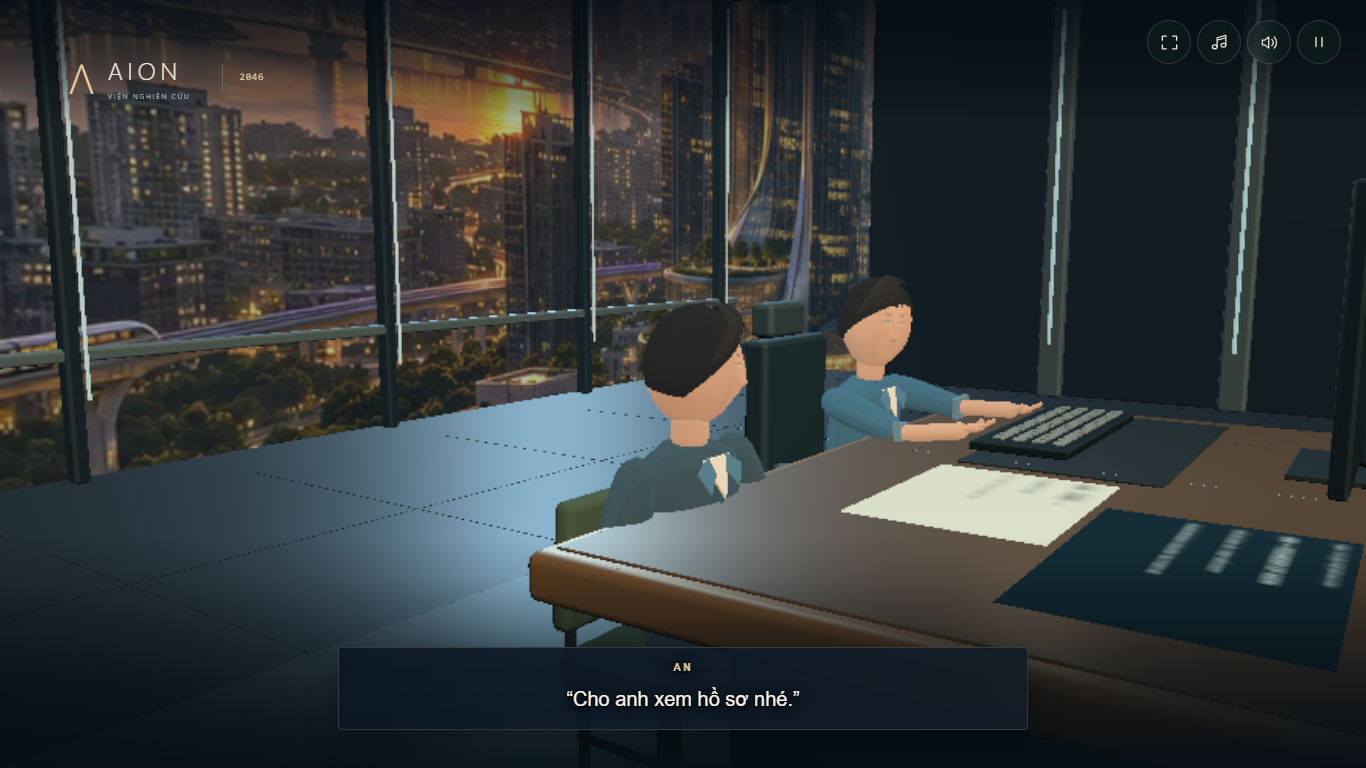 AION
VIỆN NGHIÊN CỨU
2046
AN
“Cho anh xem hồ sơ nhé.”